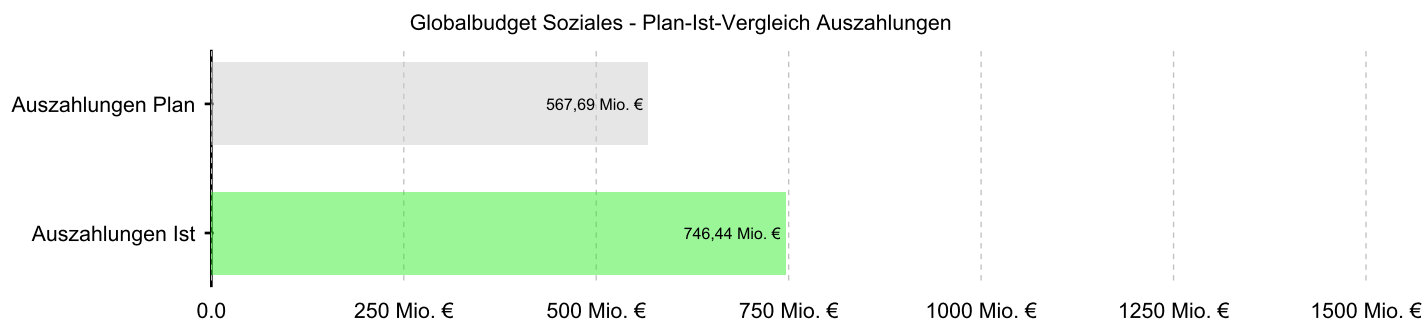 Globalbudget Soziales - Plan-Ist-Vergleich Auszahlungen
Auszahlungen Plan
567,69 Mio. €
Auszahlungen Ist
746,44 Mio. €
0.0 250 Mio. € 500 Mio. € 750 Mio. € 1000 Mio. € 1250 Mio. € 1500 Mio. €